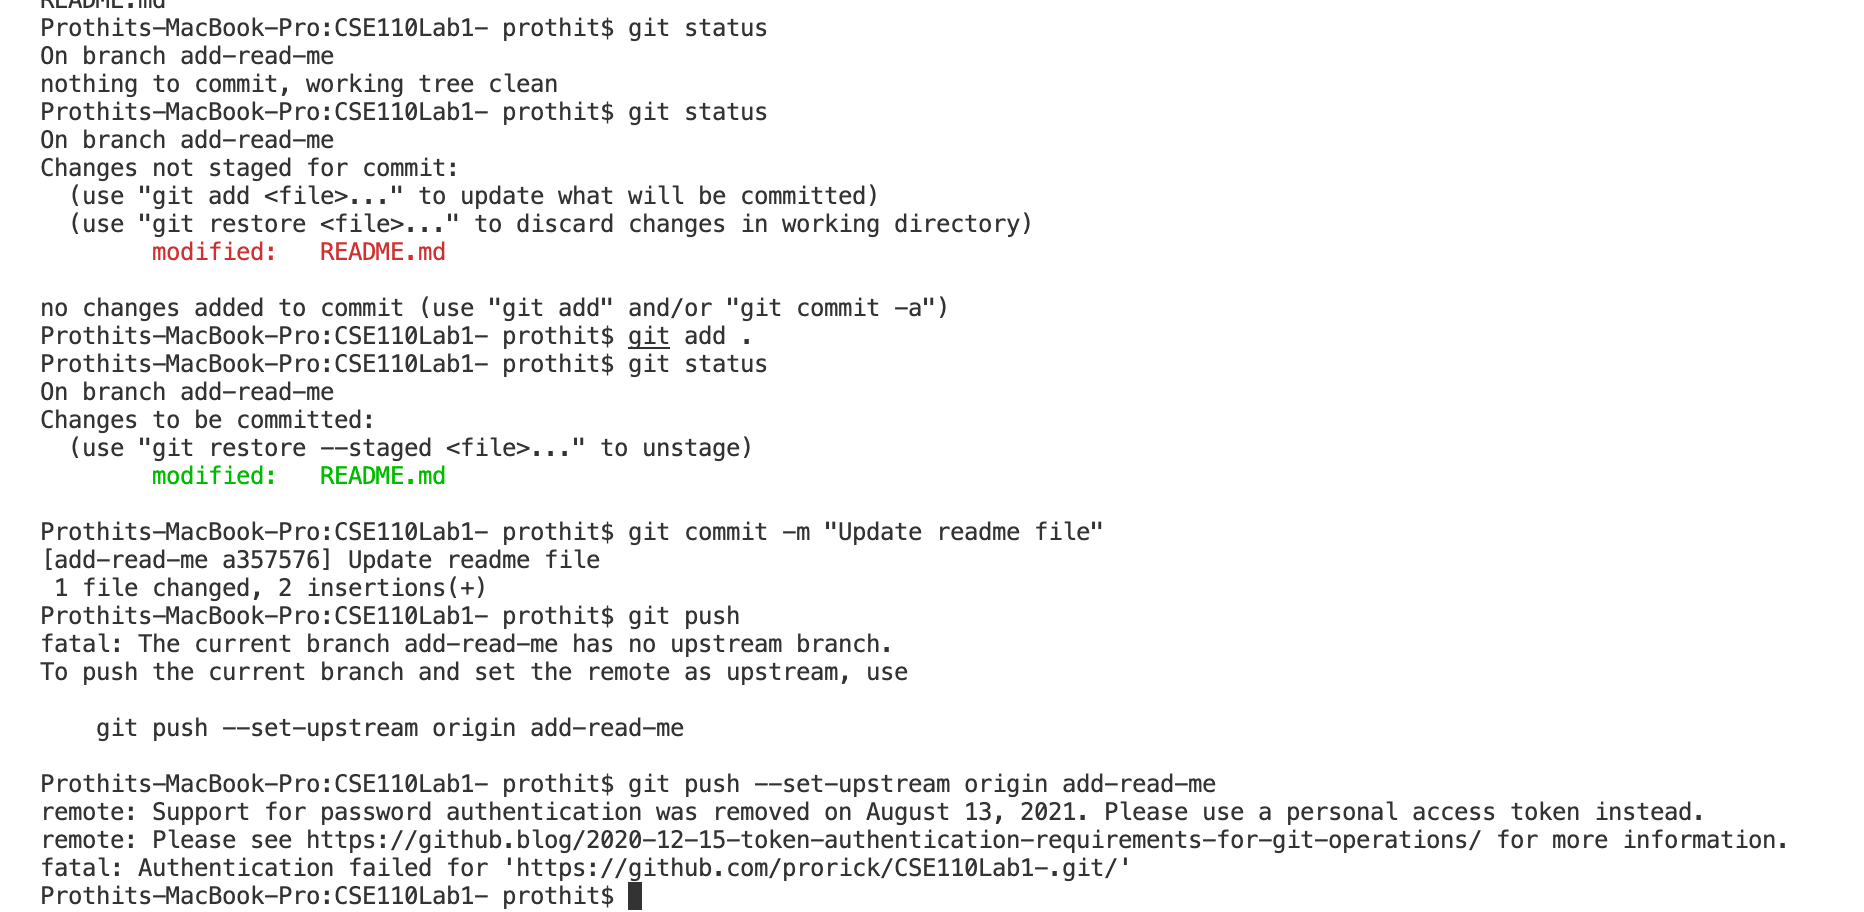 README.md
Prothits-MacBook-Pro:CSE110Lab1- prothit$ git status
On branch add-read-me
nothing to commit, working tree clean
Prothits-MacBook-Pro:CSE110Lab1- prothit$ git status
On branch add-read-me
Changes not staged for commit:
  (use "git add <file>..." to update what will be committed)
  (use "git restore <file>..." to discard changes in working directory)
        modified:   README.md

no changes added to commit (use "git add" and/or "git commit -a")
Prothits-MacBook-Pro:CSE110Lab1- prothit$ git add .
Prothits-MacBook-Pro:CSE110Lab1- prothit$ git status
On branch add-read-me
Changes to be committed:
  (use "git restore --staged <file>..." to unstage)
        modified:   README.md

Prothits-MacBook-Pro:CSE110Lab1- prothit$ git commit -m "Update readme file"
[add-read-me a357576] Update readme file
 1 file changed, 2 insertions(+)
Prothits-MacBook-Pro:CSE110Lab1- prothit$ git push
fatal: The current branch add-read-me has no upstream branch.
To push the current branch and set the remote as upstream, use

    git push --set-upstream origin add-read-me

Prothits-MacBook-Pro:CSE110Lab1- prothit$ git push --set-upstream origin add-read-me
remote: Support for password authentication was removed on August 13, 2021. Please use a personal access token instead.
remote: Please see https://github.blog/2020-12-15-token-authentication-requirements-for-git-operations/ for more information.
fatal: Authentication failed for 'https://github.com/prorick/CSE110Lab1-.git/'
Prothits-MacBook-Pro:CSE110Lab1- prothit$